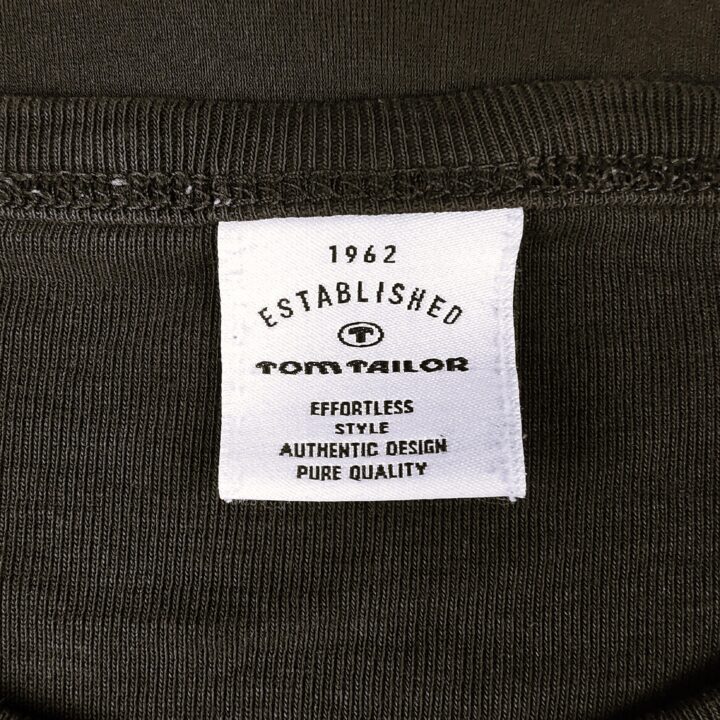 1962
ESTABLISHED
T
TOM TAILOR
EFFORTLESS
STYLE
AUTHENTIC DESIGN
PURE QUALITY